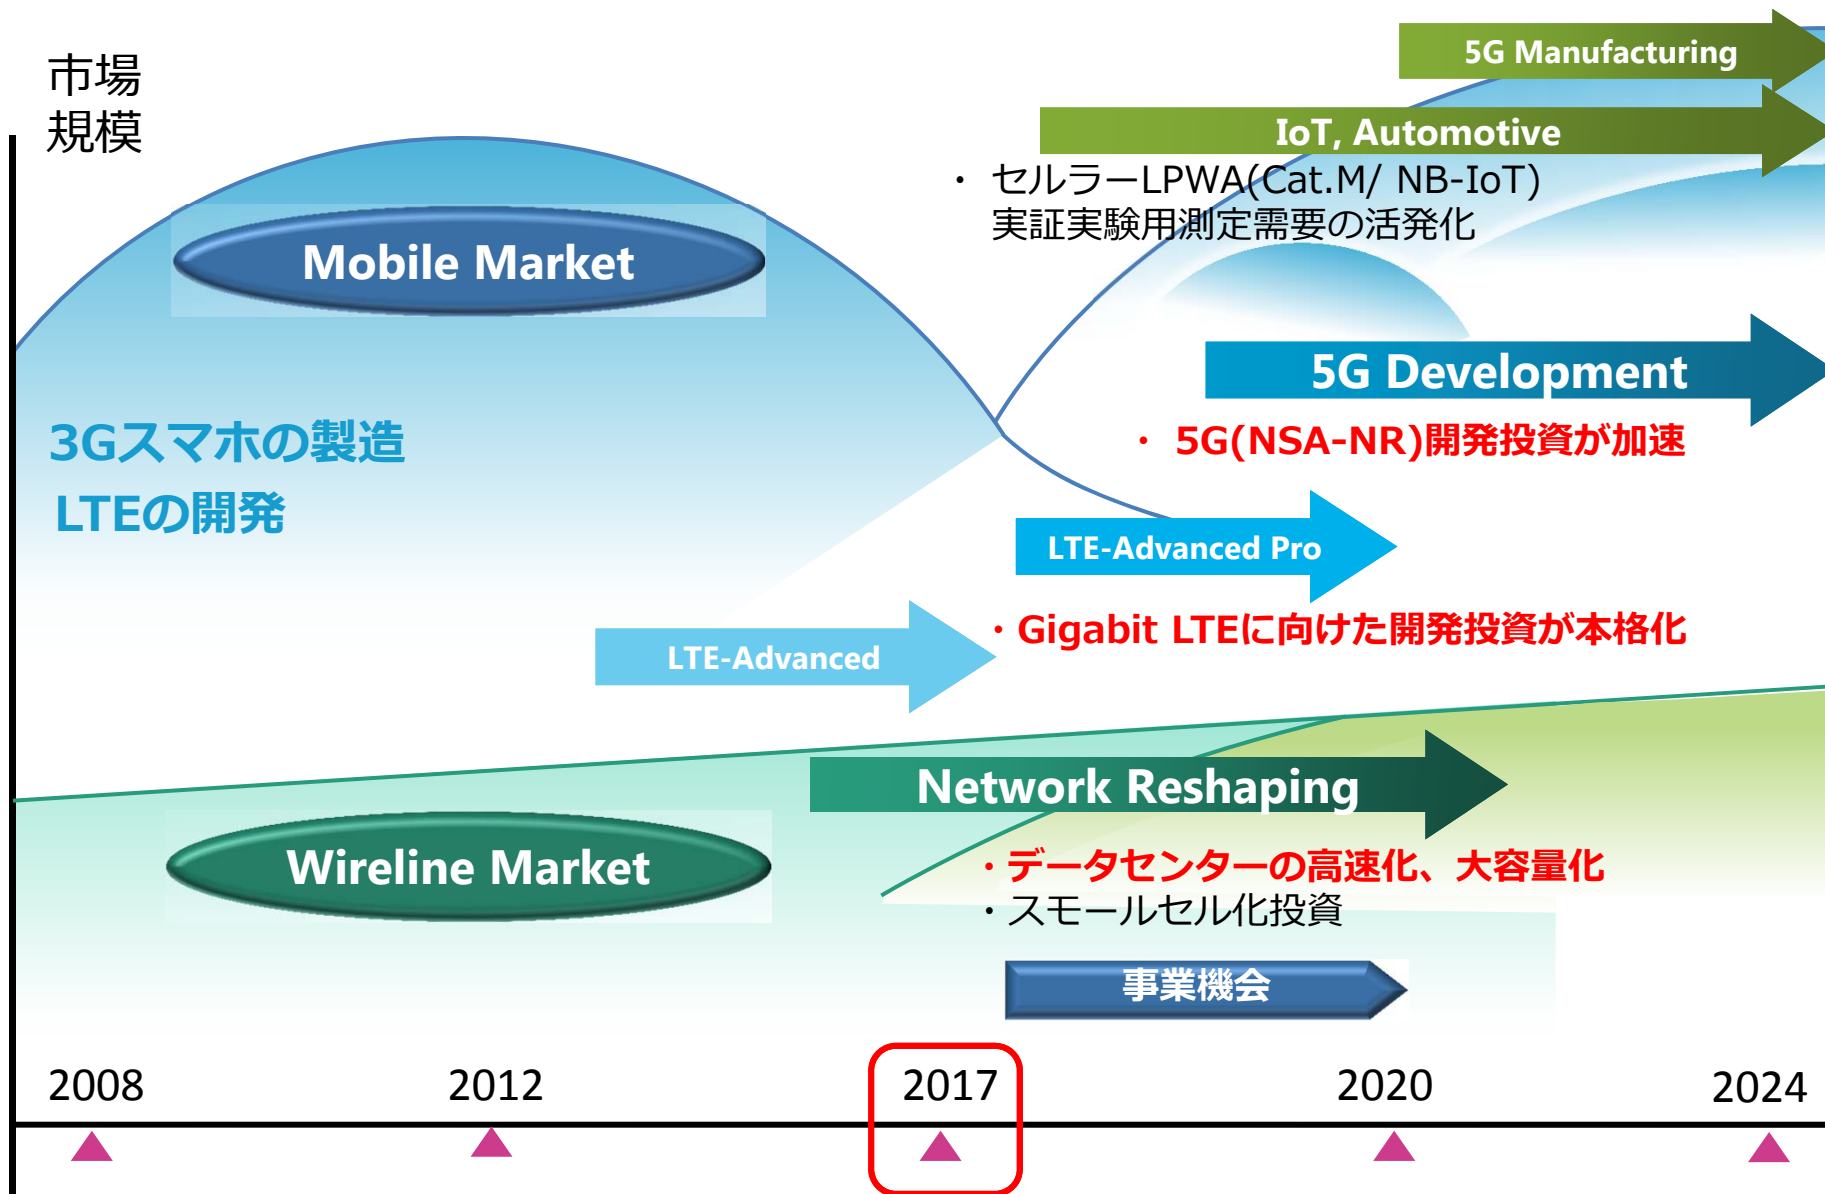 市場
規模
5G Manufacturing
IoT, Automotive
・ セルラーLPWA(Cat.M/ NB-IoT)
実証実験用測定需要の活発化
Mobile Market
5G Development
・ 5G(NSA-NR)開発投資が加速
3Gスマホの製造
LTEの開発
LTE-Advanced Pro
・Gigabit LTEに向けた開発投資が本格化
LTE-Advanced
Network Reshaping
Wireline Market
・データセンターの高速化、大容量化
・スモールセル化投資
事業機会
2008 2012 2017 2020 2024